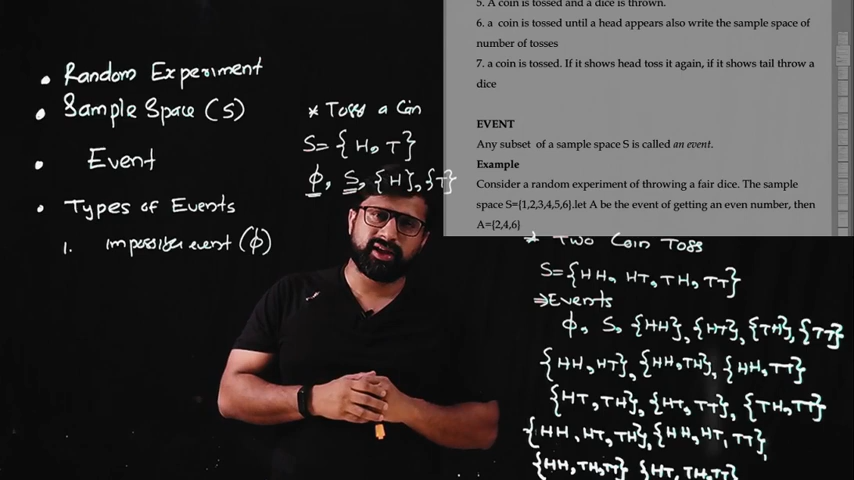 • Random Experiment
• Sample Space (S)
• Event
• Types of Events
1. impossible event (ϕ)
* Toss a Coin
S= { H, T }
ϕ, S, {H}, {T}
5. A coin is tossed and a dice is thrown.
6. a coin is tossed until a head appears also write the sample space of
number of tosses
7. a coin is tossed. If it shows head toss it again, if it shows tail throw a
dice
EVENT
Any subset of a sample space S is called an event.
Example
Consider a random experiment of throwing a fair dice. The sample
space S={1,2,3,4,5,6}.let A be the event of getting an even number, then
A={2,4,6}
* Two Coin Toss
S= {HH, HT, TH, TT}
⇒Events
ϕ, S, {HH}, {HT}, {TH}, {TT}
{HH, HT}, {HH, TH}, {HH, TT}
{HT, TH}, {HT, TT}, {TH, TT}
{HH, HT, TH}, {HH, HT, TT},
{HH, TH, TT} {HT, TH, TT}